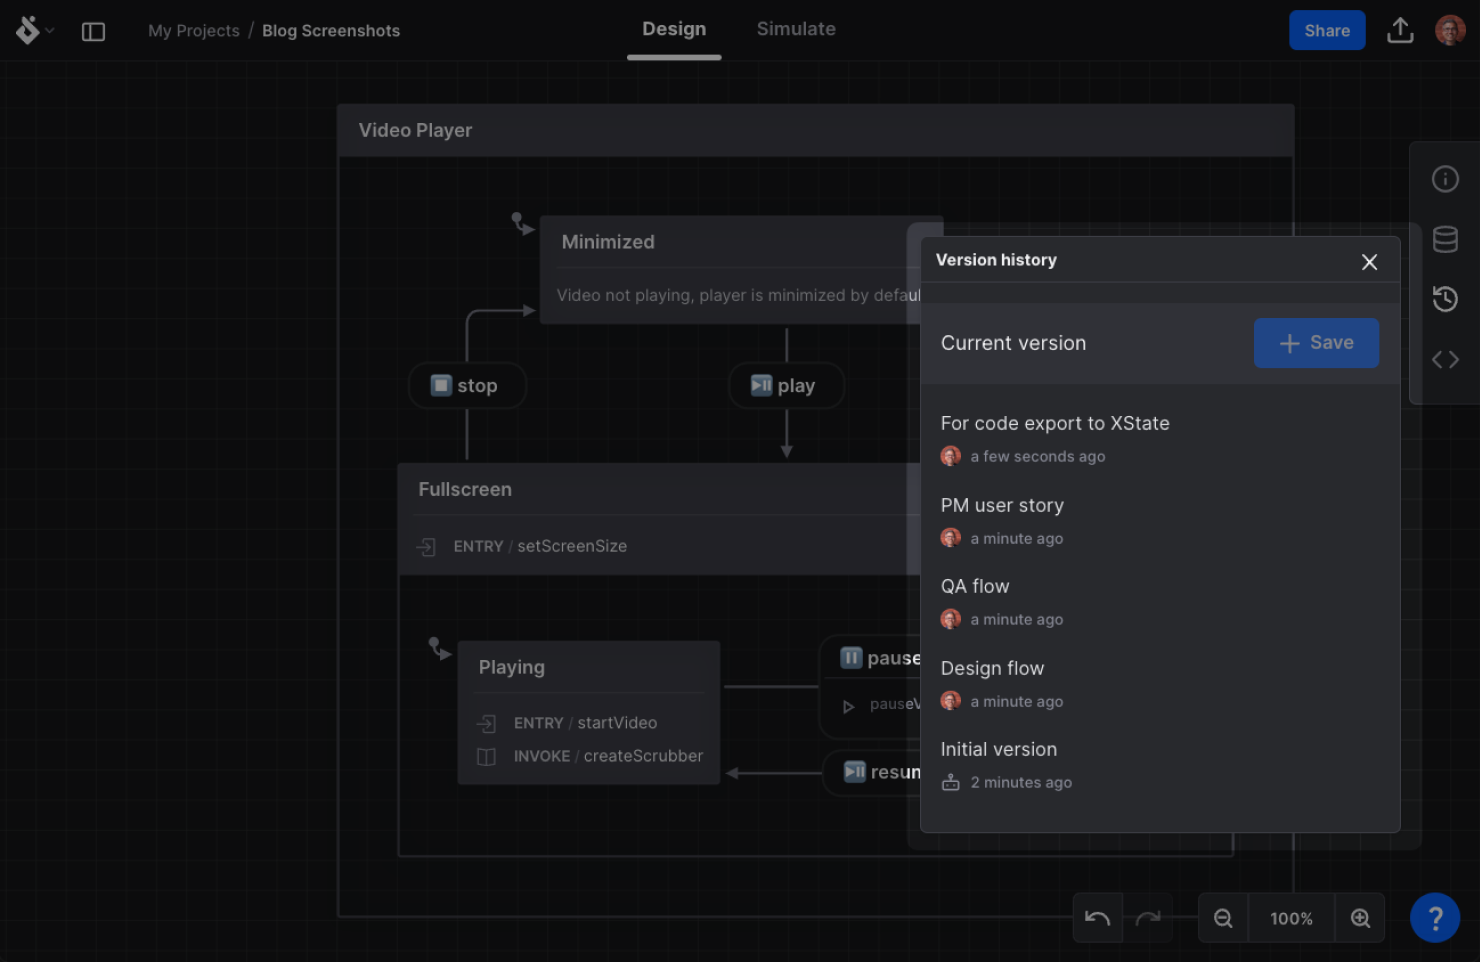 My Projects / Blog Screenshots
Design
Simulate
Share
Video Player
Minimized
Video not playing, player is minimized by defaul
stop
play
Fullscreen
ENTRY / setScreenSize
Playing
ENTRY / startVideo
INVOKE / createScrubber
pause
pauseV
resum
Version history
Current version
+ Save
For code export to XState
a few seconds ago
PM user story
a minute ago
QA flow
a minute ago
Design flow
a minute ago
Initial version
2 minutes ago
100%
?